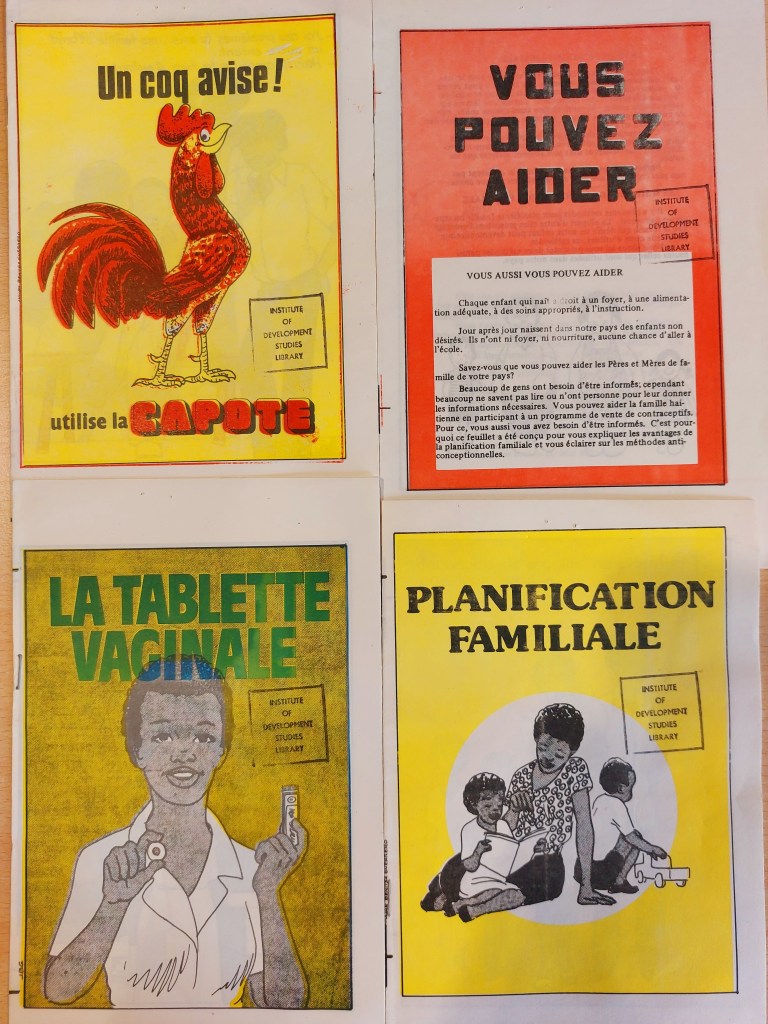 Un coq avise!
INSTITUTE
OF
DEVELOPMENT
STUDIES
LIBRARY
utilise la CAPOTE
VOUS
POUVEZ
AIDER
INSTITUTE
OF
DEVELOPMENT
STUDIES
LIBRARY
VOUS AUSSI VOUS POUVEZ AIDER
Chaque enfant qui naît a droit à un foyer, à une alimenta-
tion adéquate, à des soins appropriés, à l'instruction.
Jour après jour naissent dans notre pays des enfants non
désirés. Ils n'ont ni foyer, ni nourriture, aucune chance d'aller à
l'école.
Savez-vous que vous pouvez aider les Pères et Mères de fa-
mille de votre pays?
Beaucoup de gens ont besoin d'être informés; cependant
beaucoup ne savent pas lire ou n'ont personne pour leur donner
les informations nécessaires. Vous pouvez aider la famille haï-
tienne en participant à un programme de vente de contraceptifs.
Pour ce, vous aussi vous avez besoin d'être informés. C'est pour-
quoi ce feuillet a été conçu pour vous expliquer les avantages de
la planification familiale et vous éclairer sur les méthodes anti-
conceptionnelles.
LA TABLETTE
VAGINALE
INSTITUTE
OF
DEVELOPMENT
STUDIES
LIBRARY
PLANIFICATION
FAMILIALE
INSTITUTE
OF
DEVELOPMENT
STUDIES
LIBRARY